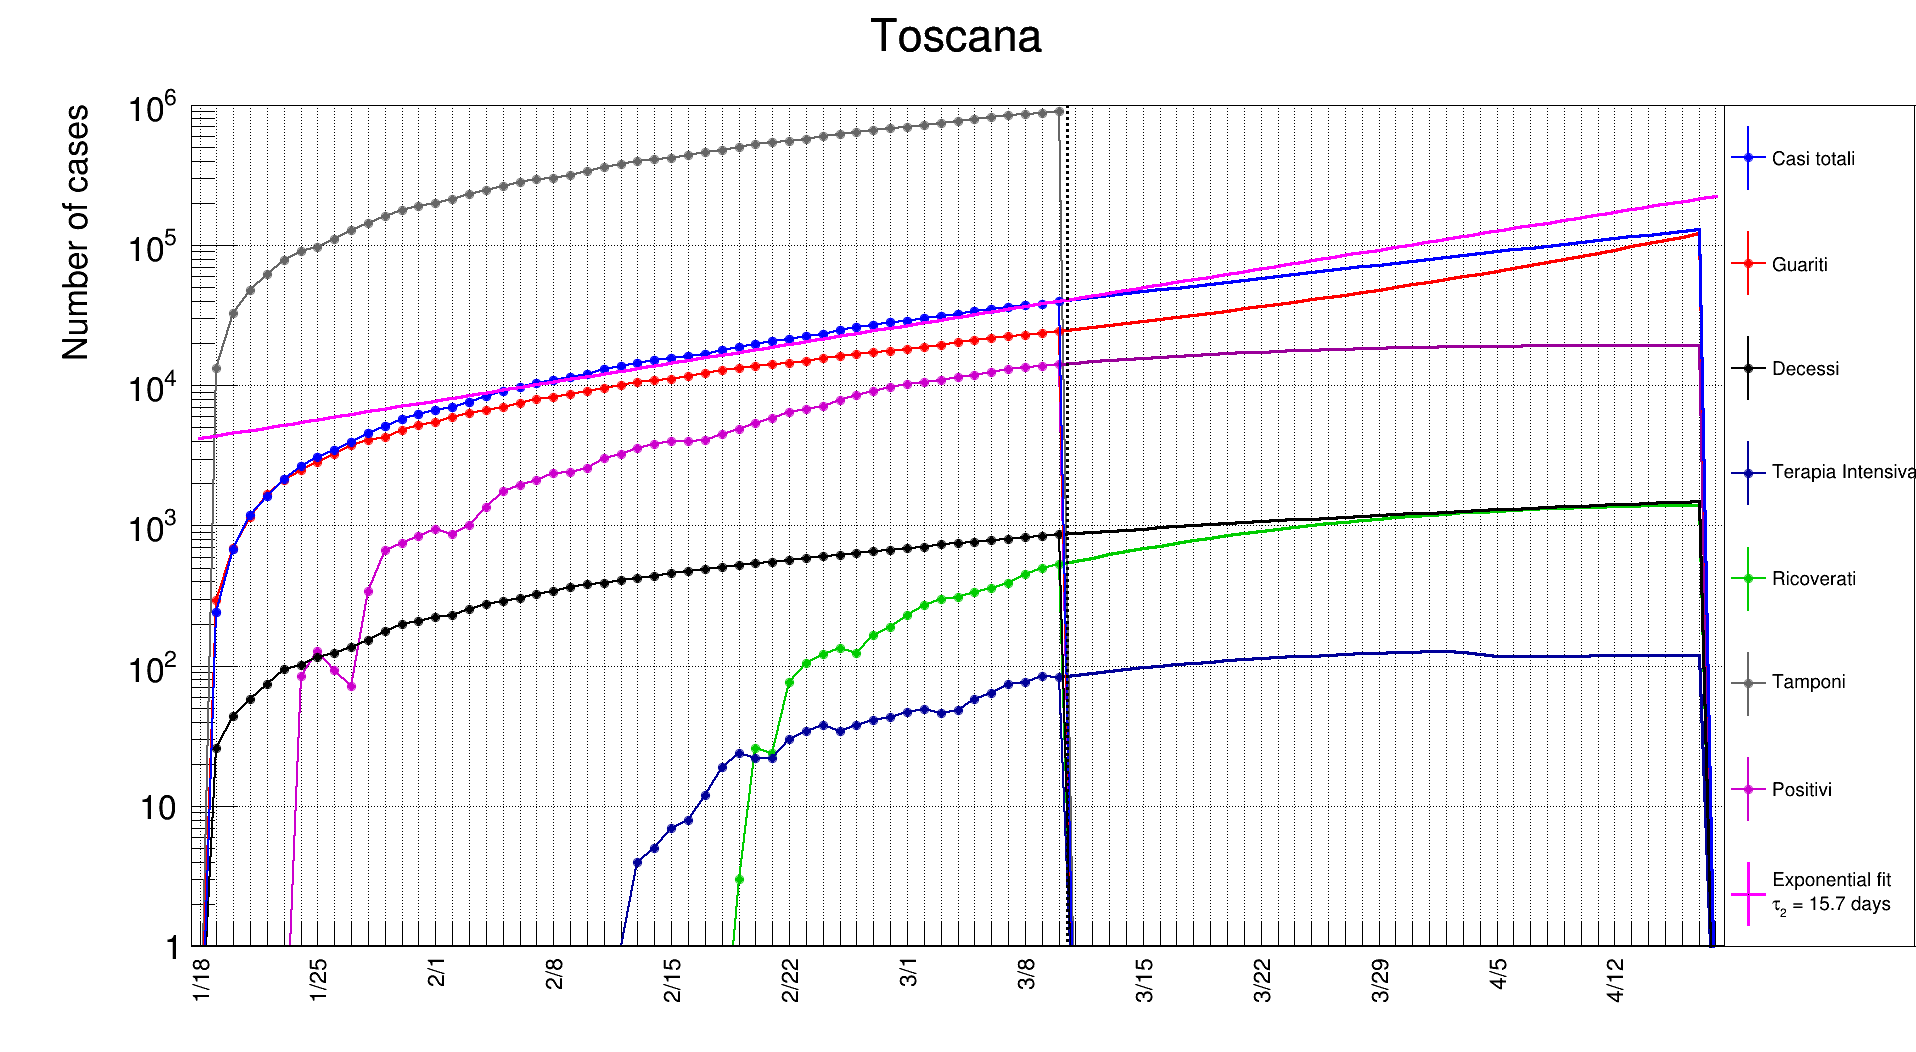 Toscana
Number of cases
10^6
10^5
10^4
10^3
10^2
10
1
1/18
1/25
2/1
2/8
2/15
2/22
3/1
3/8
3/15
3/22
3/29
4/5
4/12
Casi totali
Guariti
Decessi
Terapia Intensiva
Ricoverati
Tamponi
Positivi
Exponential fit
τ₂ = 15.7 days